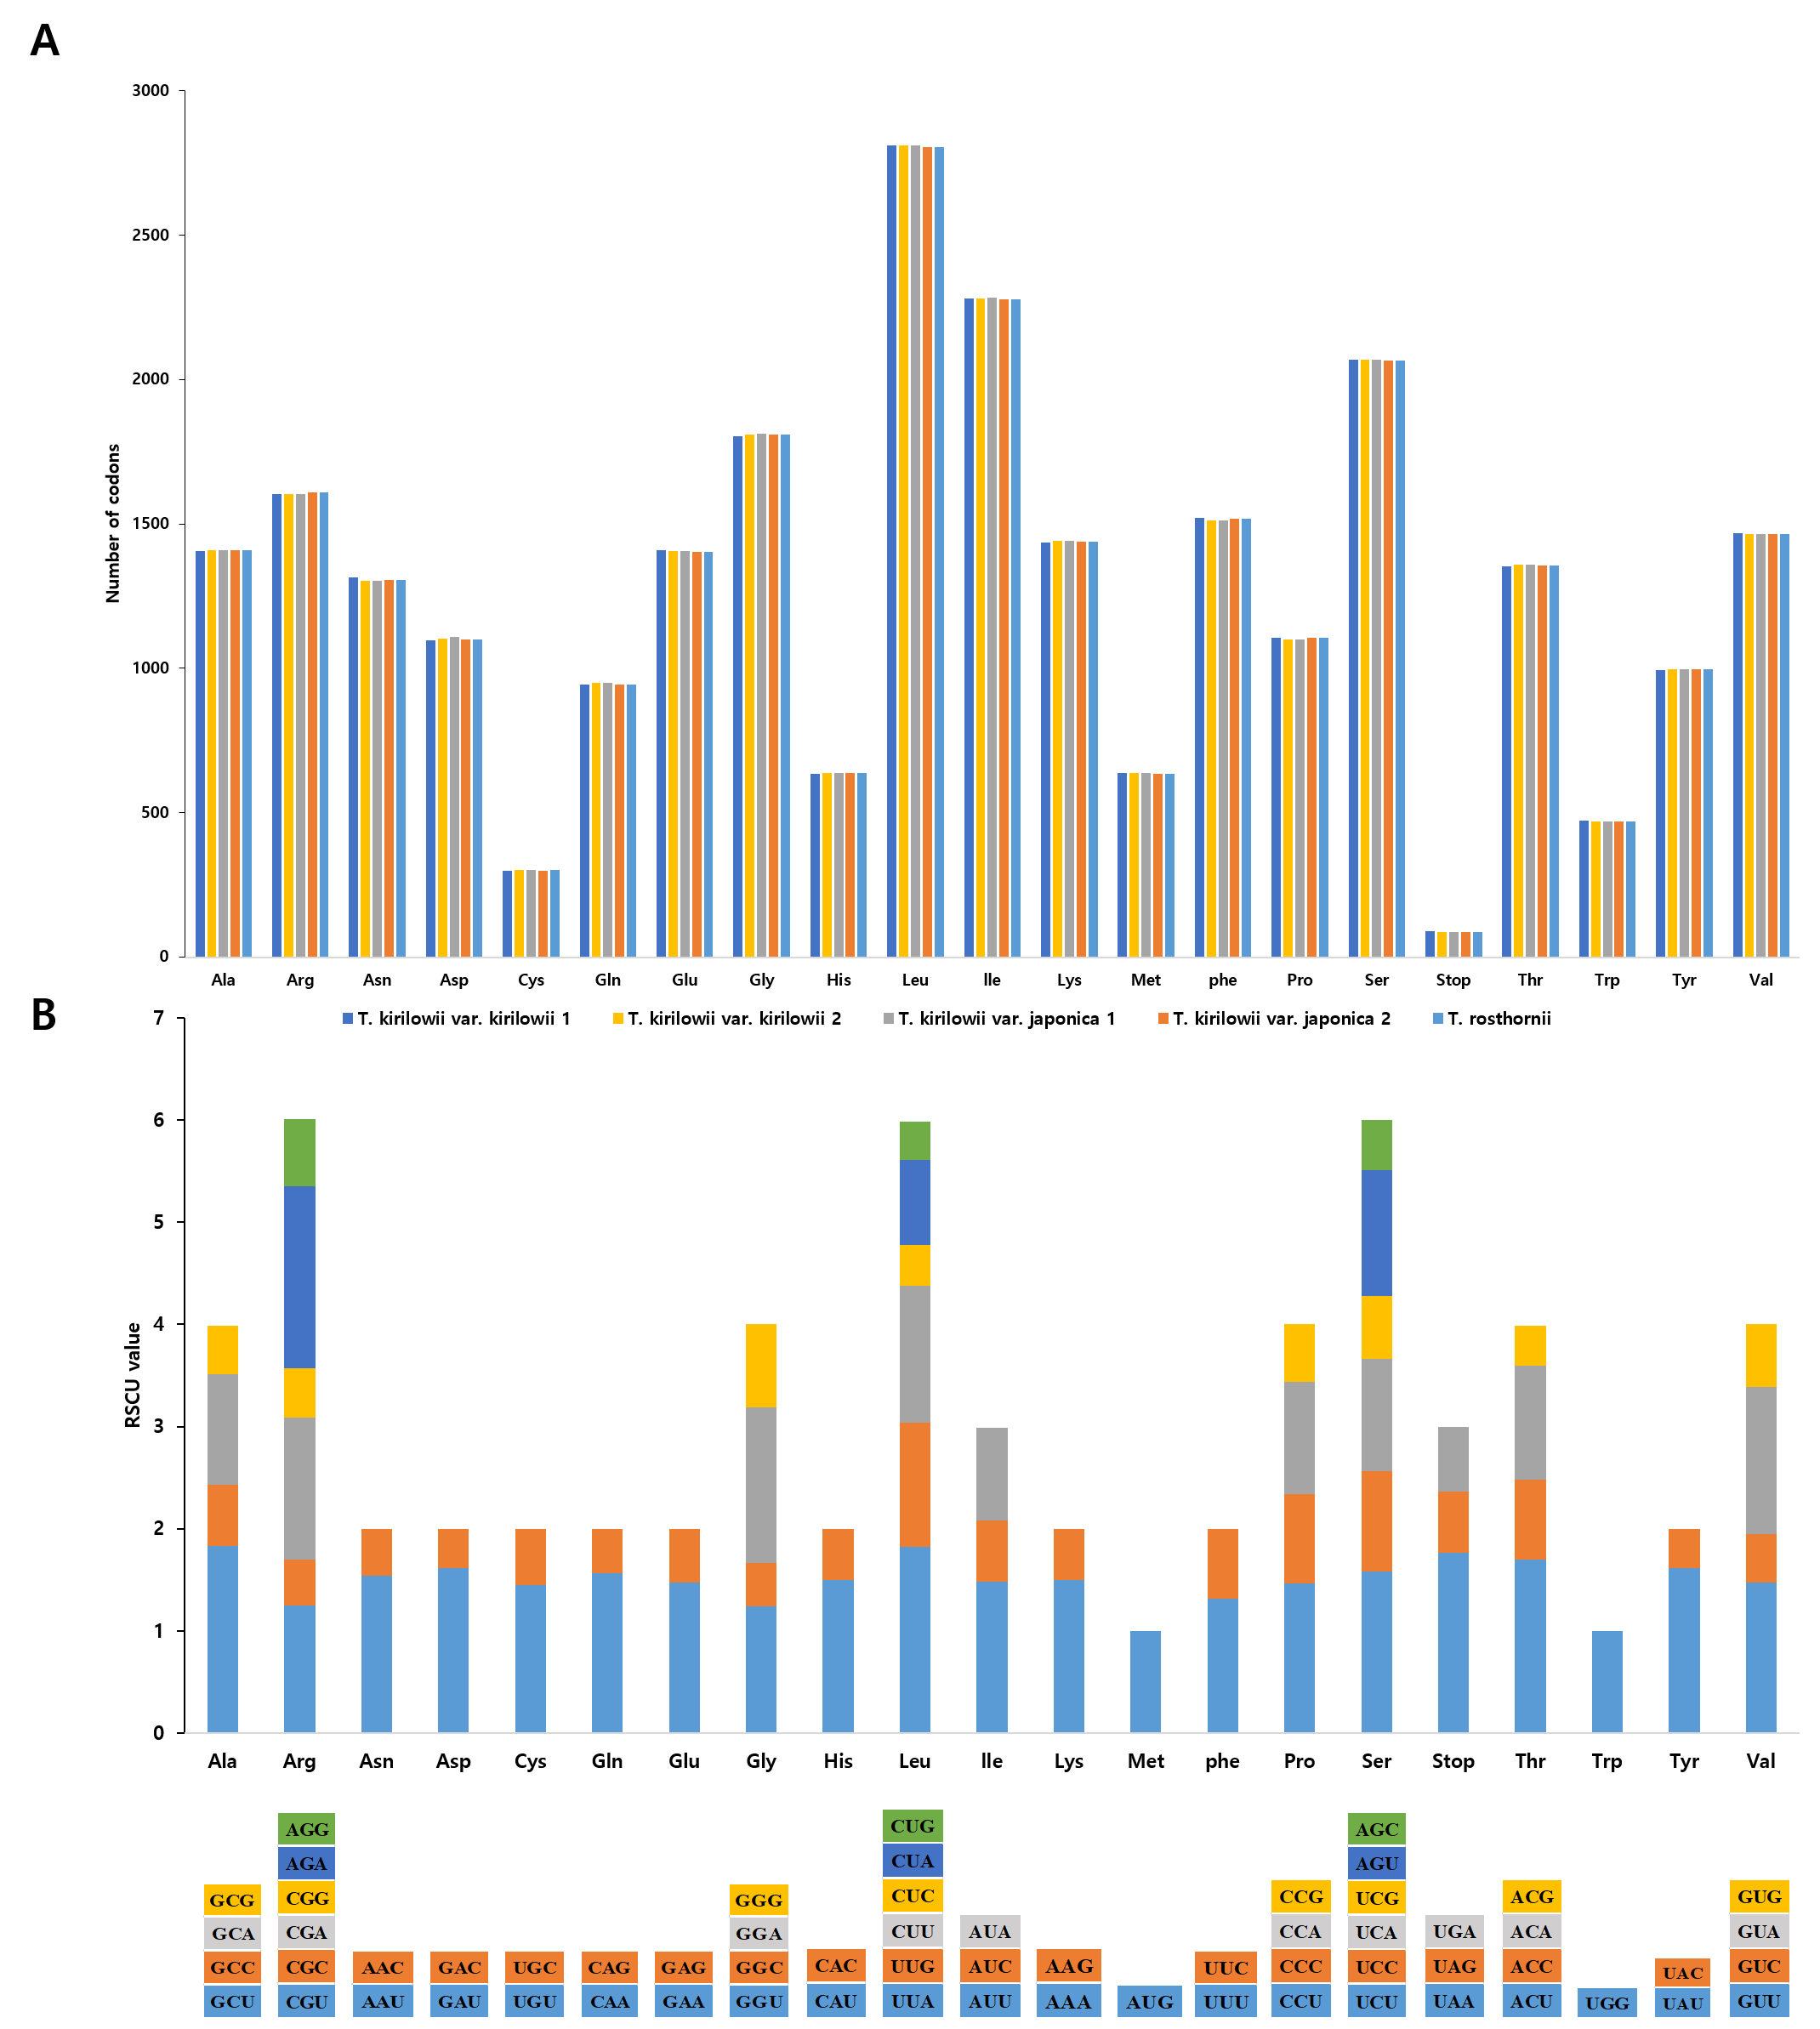 A
3000
2500
2000
1500
1000
500
0
Number of codons
Ala Arg Asn Asp Cys Gln Glu Gly His Leu Ile Lys Met phe Pro Ser Stop Thr Trp Tyr Val
T. kirilowii var. kirilowii 1 T. kirilowii var. kirilowii 2 T. kirilowii var. japonica 1 T. kirilowii var. japonica 2 T. rosthornii
B
7
6
5
4
3
2
1
0
RSCU value
Ala Arg Asn Asp Cys Gln Glu Gly His Leu Ile Lys Met phe Pro Ser Stop Thr Trp Tyr Val
AGG CUG AGC
AGA CUA AGU
GCG CGG GGG CUC CCG UCG ACG GUG
GCA CGA GGA CUU AUA CCA UCA UGA ACA GUA
GCC CGC AAC GAC UGC CAG GAG GGC CAC UUG AUC AAG UUC CCC UCC UAG ACC UAC GUC
GCU CGU AAU GAU UGU CAA GAA GGU CAU UUA AUU AAA AUG UUU CCU UCU UAA ACU UGG UAU GUU